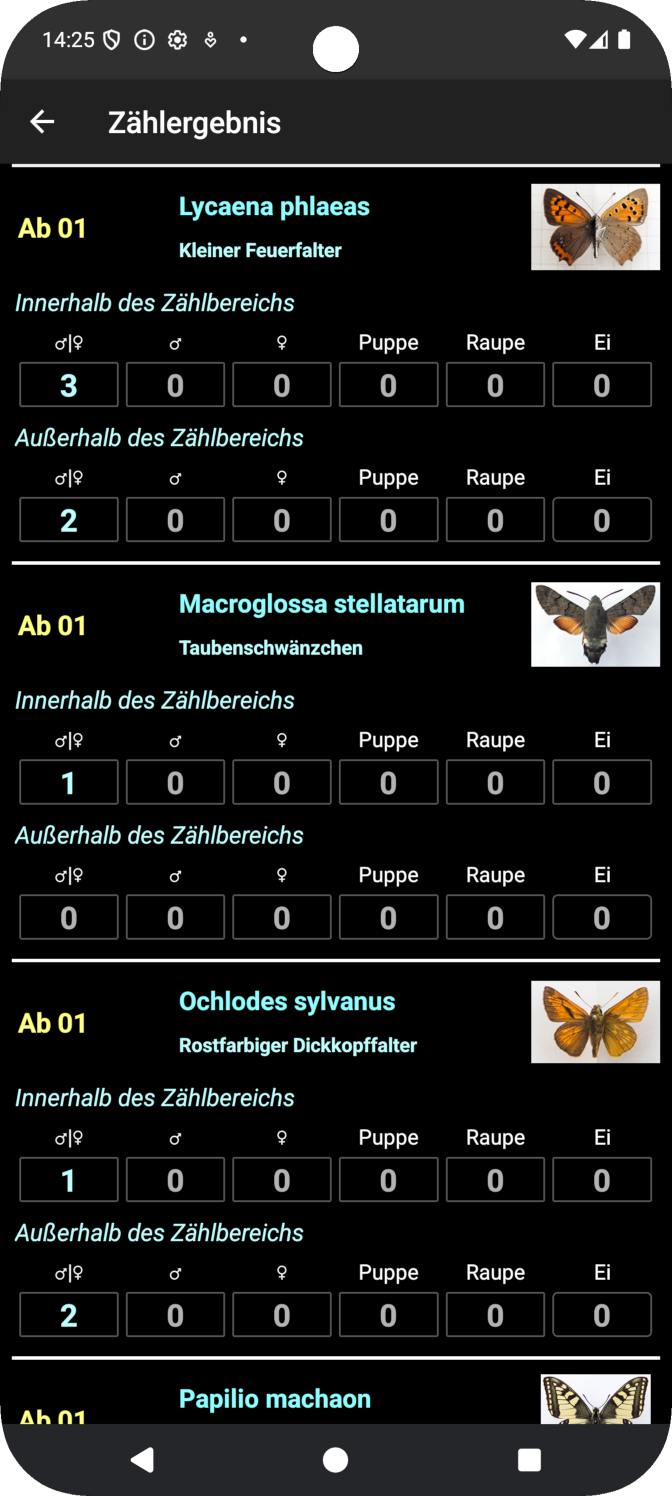 14:25
Zählergebnis
Ab 01
Lycaena phlaeas
Kleiner Feuerfalter
Innerhalb des Zählbereichs
♂|♀ ♂ ♀ Puppe Raupe Ei
3 0 0 0 0 0
Außerhalb des Zählbereichs
♂|♀ ♂ ♀ Puppe Raupe Ei
2 0 0 0 0 0
Ab 01
Macroglossa stellatarum
Taubenschwänzchen
Innerhalb des Zählbereichs
♂|♀ ♂ ♀ Puppe Raupe Ei
1 0 0 0 0 0
Außerhalb des Zählbereichs
♂|♀ ♂ ♀ Puppe Raupe Ei
0 0 0 0 0 0
Ab 01
Ochlodes sylvanus
Rostfarbiger Dickkopffalter
Innerhalb des Zählbereichs
♂|♀ ♂ ♀ Puppe Raupe Ei
1 0 0 0 0 0
Außerhalb des Zählbereichs
♂|♀ ♂ ♀ Puppe Raupe Ei
2 0 0 0 0 0
Ab 01
Papilio machaon